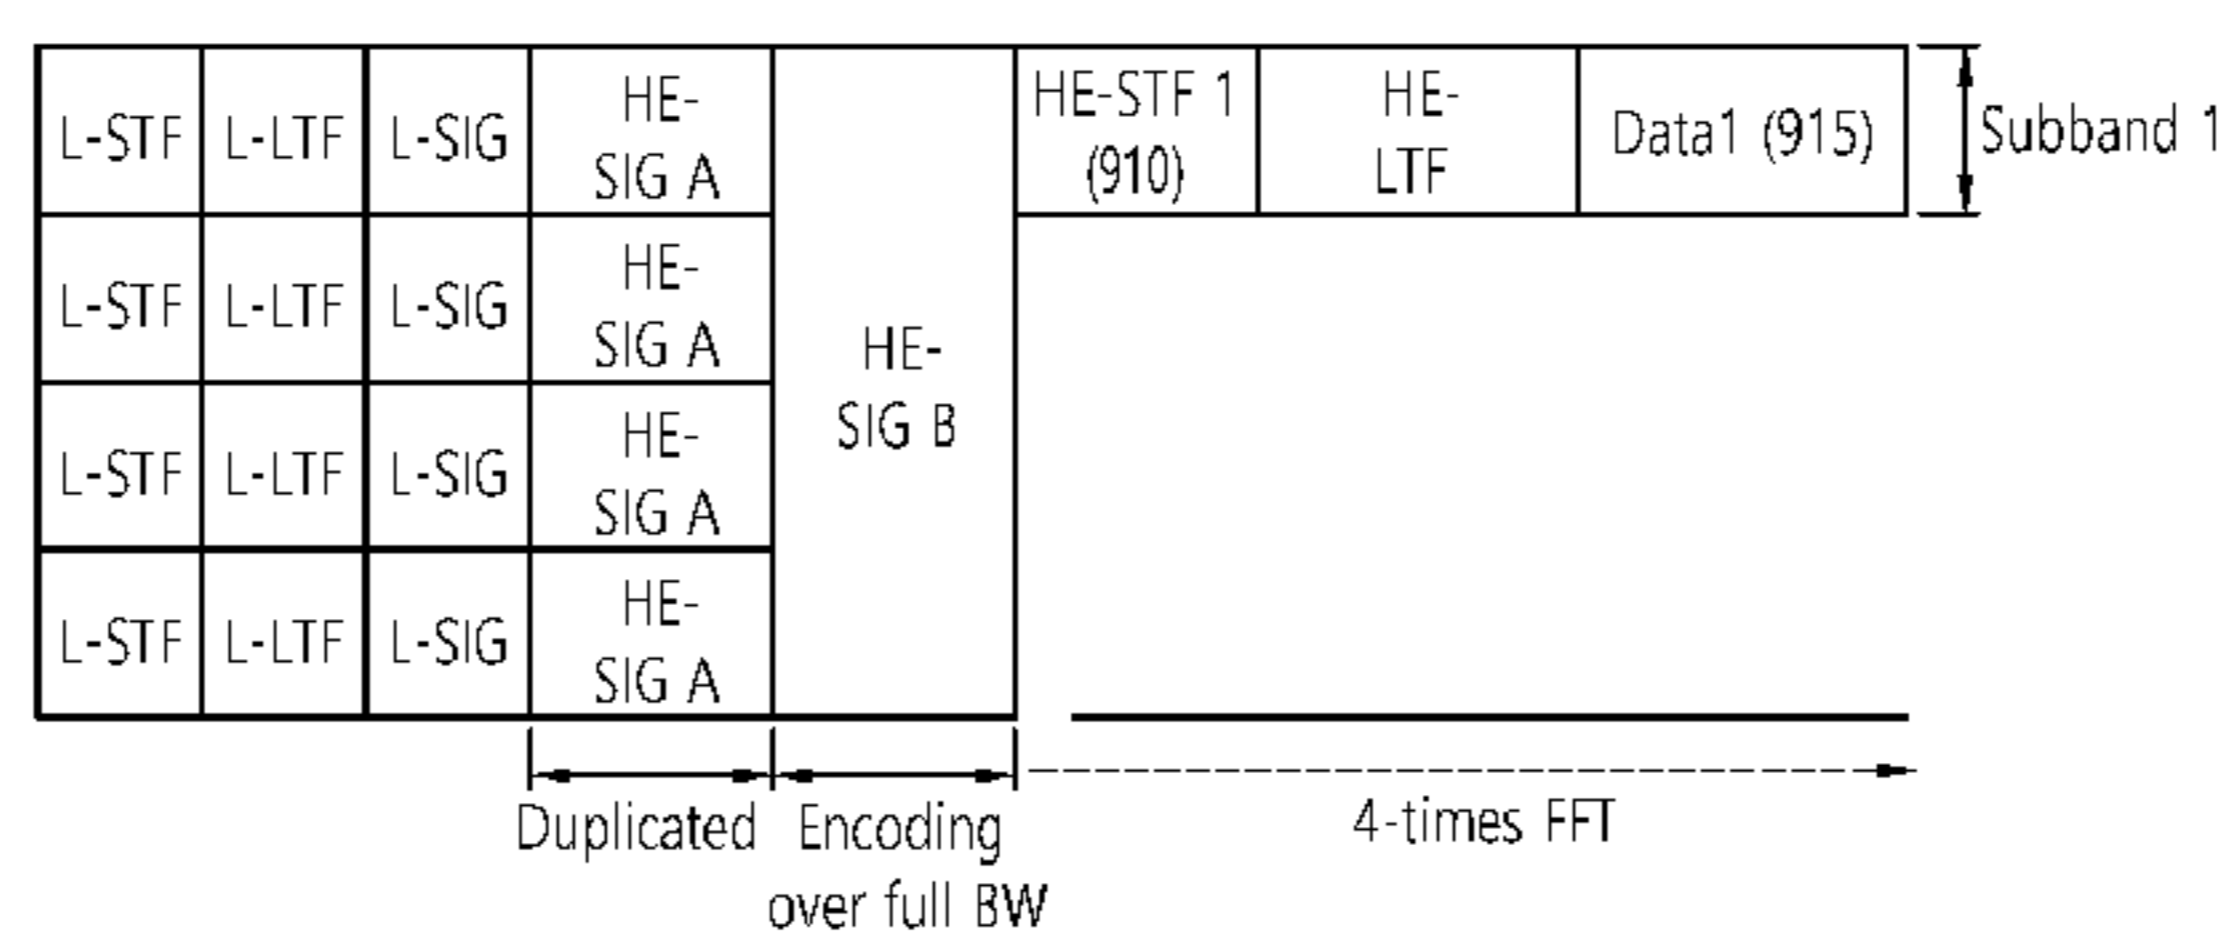 L-STF L-LTF L-SIG HE-
SIG A HE-STF 1
(910) HE-
LTF Data1 (915) Subband 1
L-STF L-LTF L-SIG HE-
SIG A
HE-
SIG B
L-STF L-LTF L-SIG HE-
SIG A
L-STF L-LTF L-SIG HE-
SIG A
Duplicated Encoding
over full BW
4-times FFT